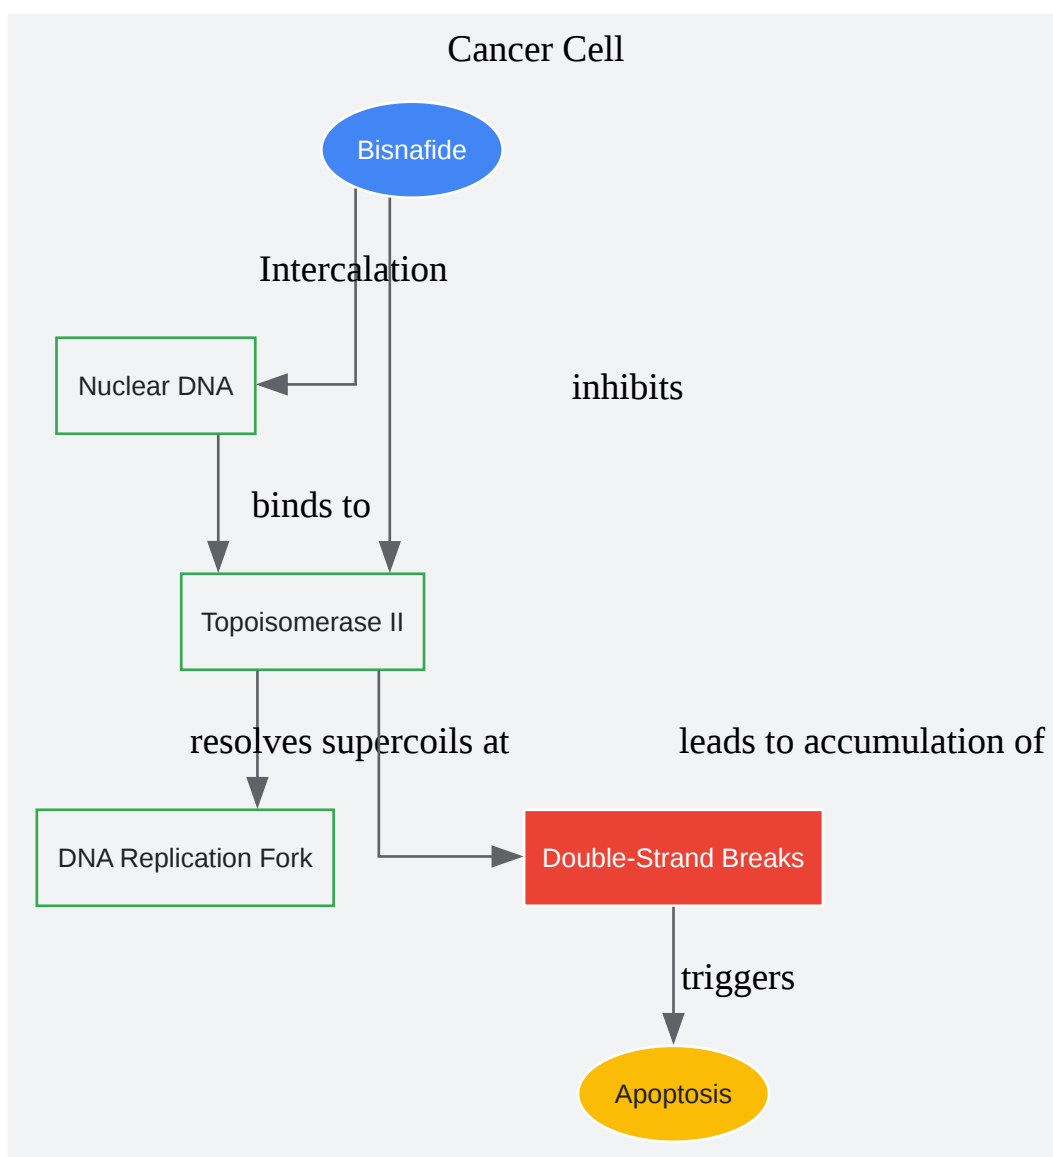 Cancer Cell
Bisnafide
Intercalation
Nuclear DNA
inhibits
binds to
Topoisomerase II
resolves supercoils at
leads to accumulation of
DNA Replication Fork
Double-Strand Breaks
triggers
Apoptosis